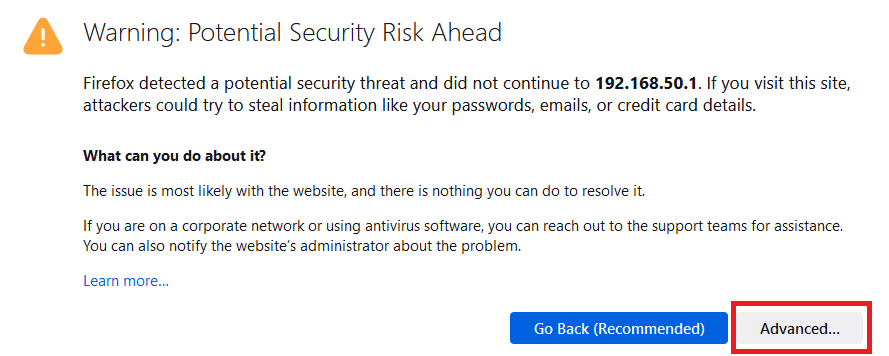 Warning: Potential Security Risk Ahead
Firefox detected a potential security threat and did not continue to 192.168.50.1. If you visit this site,
attackers could try to steal information like your passwords, emails, or credit card details.
What can you do about it?
The issue is most likely with the website, and there is nothing you can do to resolve it.
If you are on a corporate network or using antivirus software, you can reach out to the support teams for assistance.
You can also notify the website’s administrator about the problem.
Learn more…
Go Back (Recommended)
Advanced...